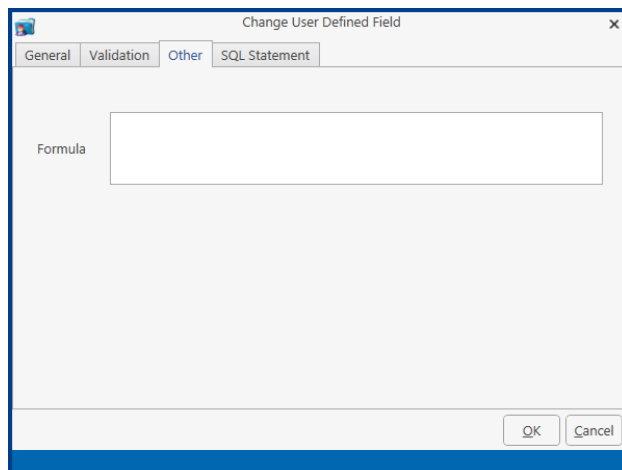 Change User Defined Field
General Validation Other SQL Statement
Formula
OK Cancel